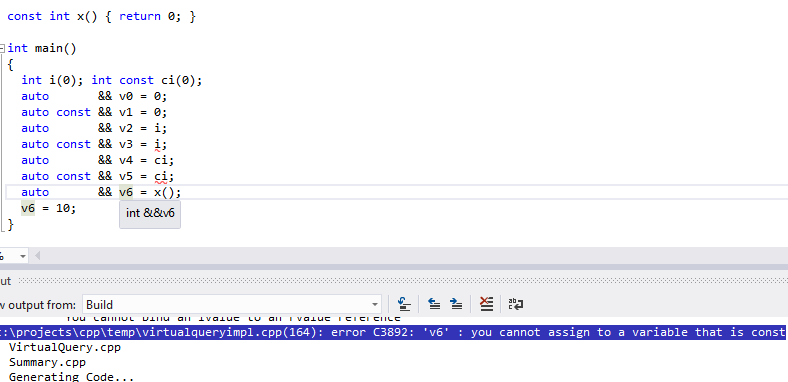 const int x() { return 0; }
int main()
{
int i(0); int const ci(0);
auto && v0 = 0;
auto const && v1 = 0;
auto && v2 = i;
auto const && v3 = i;
auto && v4 = ci;
auto const && v5 = ci;
auto && v6 = x();
v6 = 10;
int &&v6
}
%
ut
w output from: Build
You cannot bind an lvalue to an rvalue reference
:\projects\cpp\temp\virtualqueryimpl.cpp(164): error C3892: 'v6' : you cannot assign to a variable that is const
VirtualQuery.cpp
Summary.cpp
Generating Code...